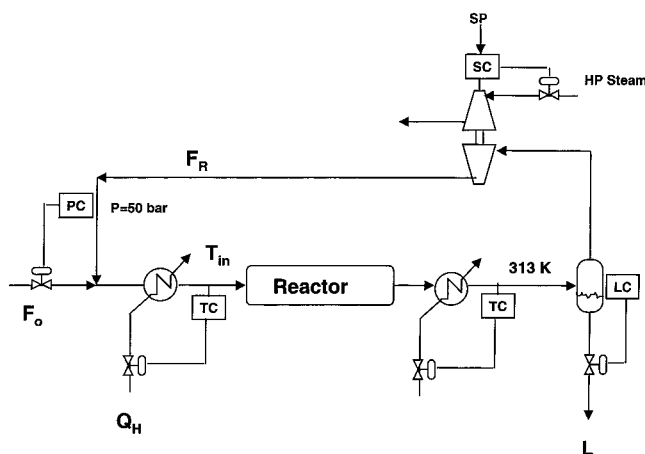 SP
SC
HP Steam
F_R
PC
P=50 bar
T_in
313 K
Reactor
LC
F_o
TC
TC
Q_H
L